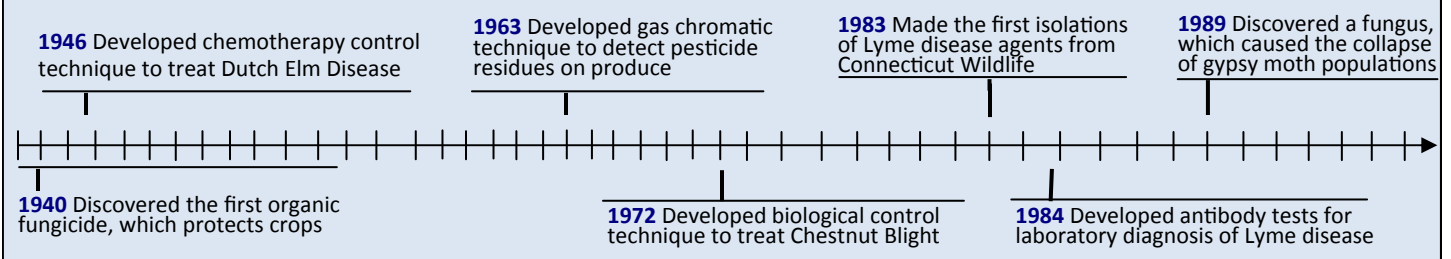 1946 Developed chemotherapy control
technique to treat Dutch Elm Disease
1963 Developed gas chromatic
technique to detect pesticide
residues on produce
1983 Made the first isolations
of Lyme disease agents from
Connecticut Wildlife
1989 Discovered a fungus,
which caused the collapse
of gypsy moth populations
1940 Discovered the first organic
fungicide, which protects crops
1972 Developed biological control
technique to treat Chestnut Blight
1984 Developed antibody tests for
laboratory diagnosis of Lyme disease